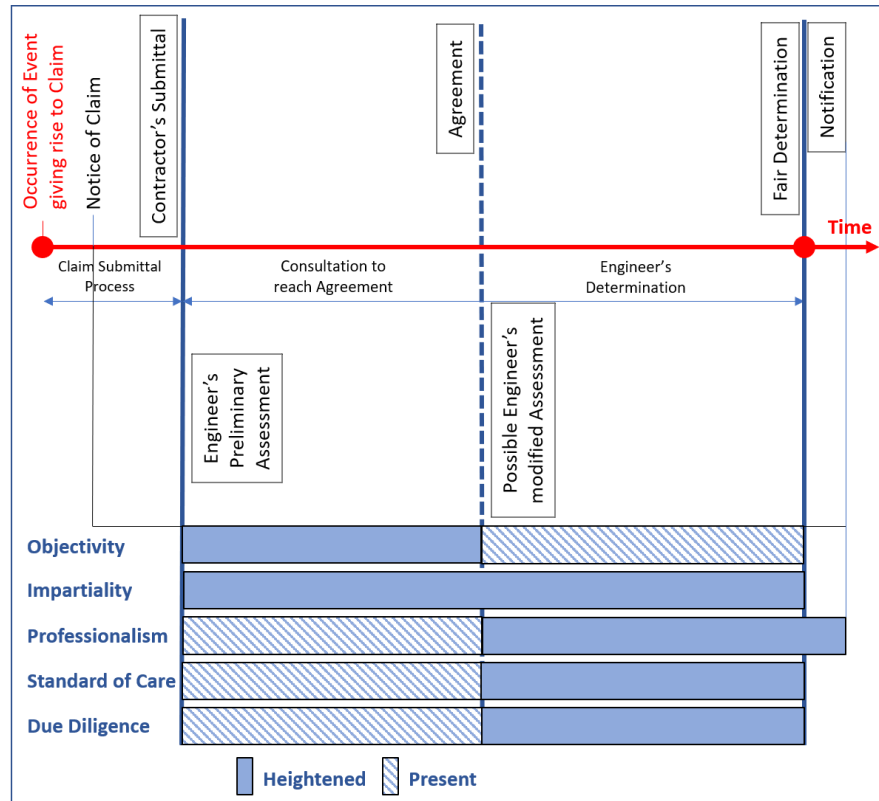 Occurrence of Event
giving rise to Claim
Notice of Claim
Contractor's Submittal
Agreement
Fair Determination
Notification
Time
Claim Submittal
Process
Consultation to
reach Agreement
Engineer's
Determination
Engineer's
Preliminary
Assessment
Possible Engineer's
modified Assessment
Objectivity
Impartiality
Professionalism
Standard of Care
Due Diligence
Heightened
Present